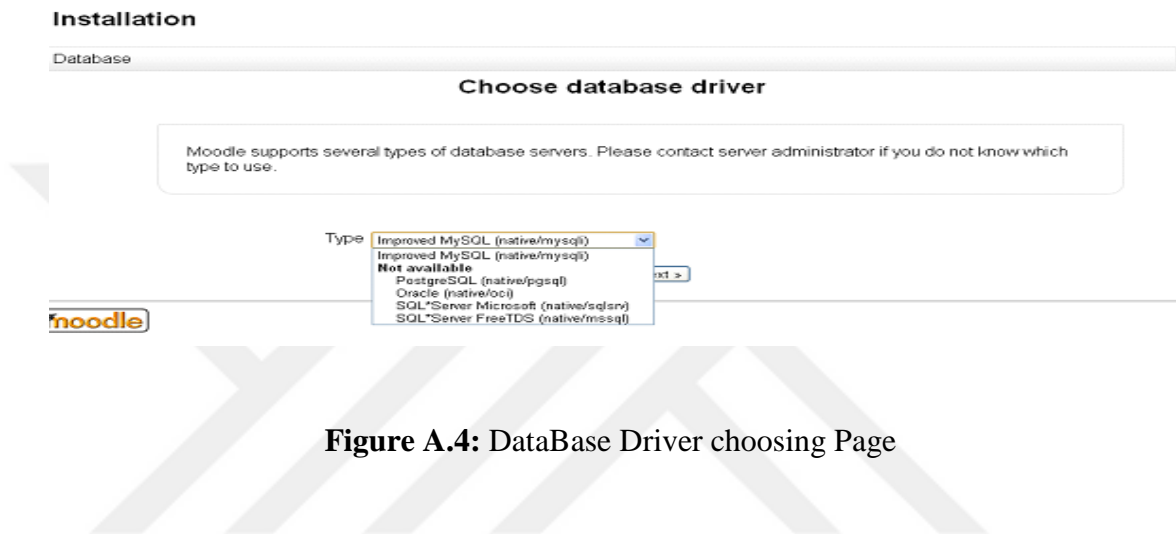 Installation
Database
Choose database driver
Moodle supports several types of database servers. Please contact server administrator if you do not know which
type to use.
Type Improved MySQL (native/mysqli)
Improved MySQL (native/mysqli)
Not available
PostgreSQL (native/pgsql)
Oracle (native/oci)
SQL*Server Microsoft (native/sqlsrv)
SQL*Server FreeTDS (native/mssql)
xt »
moodle
Figure A.4: DataBase Driver choosing Page